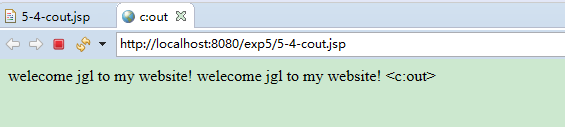 5-4-cout.jsp c:out
http://localhost:8080/exp5/5-4-cout.jsp
welecome jgl to my website! welecome jgl to my website! <c:out>